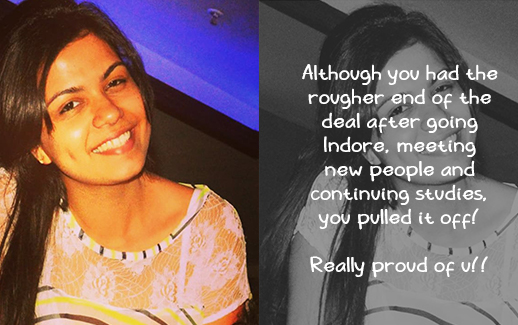 Although you had the
rougher end of the
deal after going
Indore, meeting
new people and
continuing studies,
you pulled it off!
Really proud of u!!